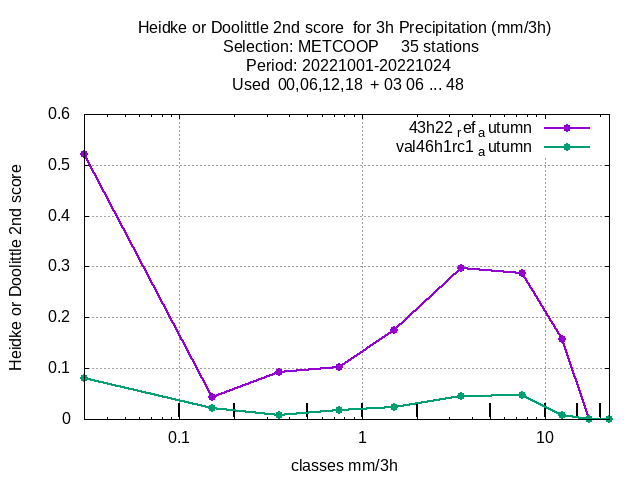 Heidke or Doolittle 2nd score  for 3h Precipitation (mm/3h)
Selection: METCOOP     35 stations
Period: 20221001-20221024
Used  00,06,12,18  + 03 06 ... 48
43h22_ref_autumn
val46h1rc1_autumn
Heidke or Doolittle 2nd score
0.6
0.5
0.4
0.3
0.2
0.1
0
0.1 1 10
classes mm/3h